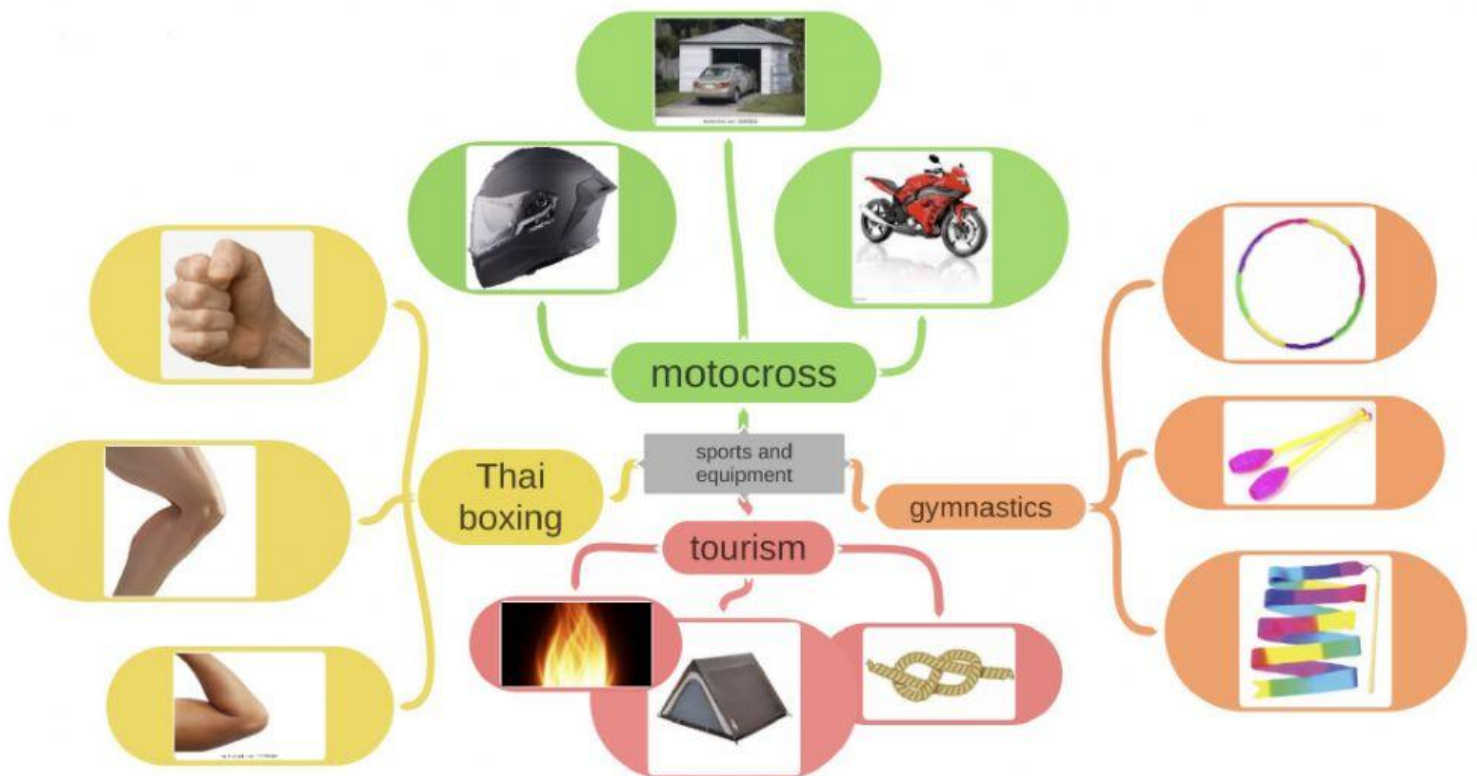 motocross
sports and
equipment
Thai
boxing
gymnastics
tourism